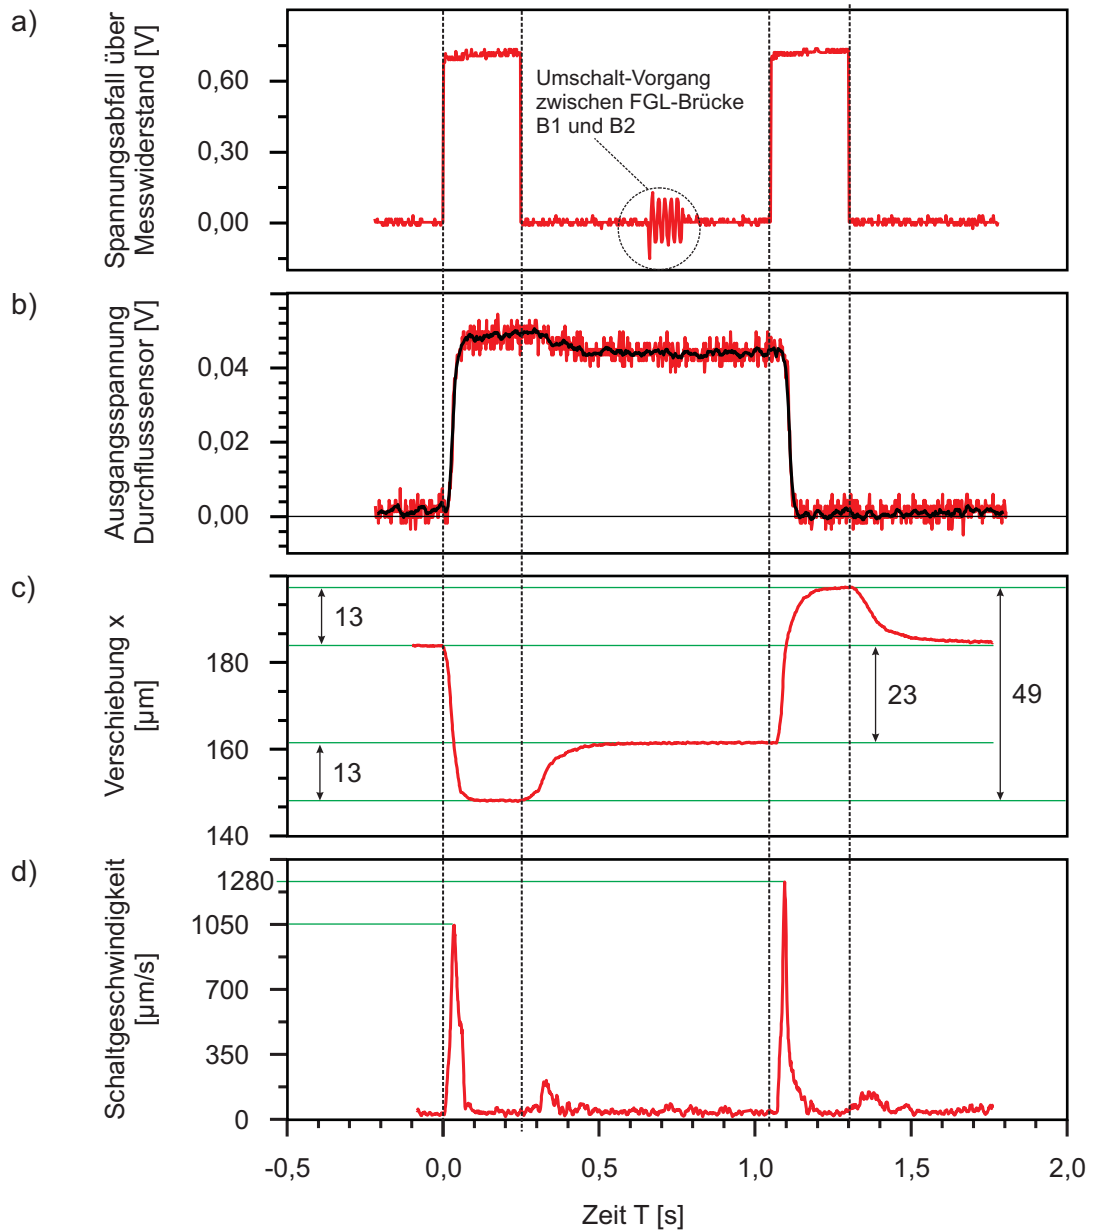 a)
Spannungsabfall über
Messwiderstand [V]
0,60
0,30
0,00
Umschalt-Vorgang
zwischen FGL-Brücke
B1 und B2
b)
Ausgangsspannung
Durchflusssensor [V]
0,04
0,02
0,00
c)
Verschiebung x
[µm]
180
160
140
13
13
23
49
d)
Schaltgeschwindigkeit
[µm/s]
1280
1050
700
350
0
-0,5
0,0
0,5
1,0
1,5
2,0
Zeit T [s]